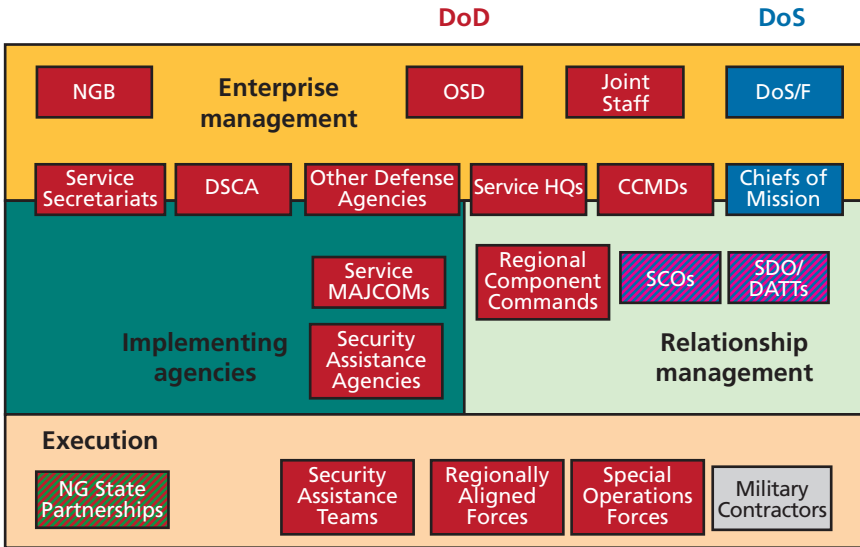 DoD
DoS
NGB
Enterprise
management
OSD
Joint
Staff
DoS/F
Service
Secretariats
DSCA
Other Defense
Agencies
Service HQs
CCMDs
Chiefs of
Mission
Service
MAJCOMs
Regional
Component
Commands
SCOs
SDO/
DATTs
Implementing
agencies
Security
Assistance
Agencies
Relationship
management
Execution
NG State
Partnerships
Security
Assistance
Teams
Regionally
Aligned
Forces
Special
Operations
Forces
Military
Contractors